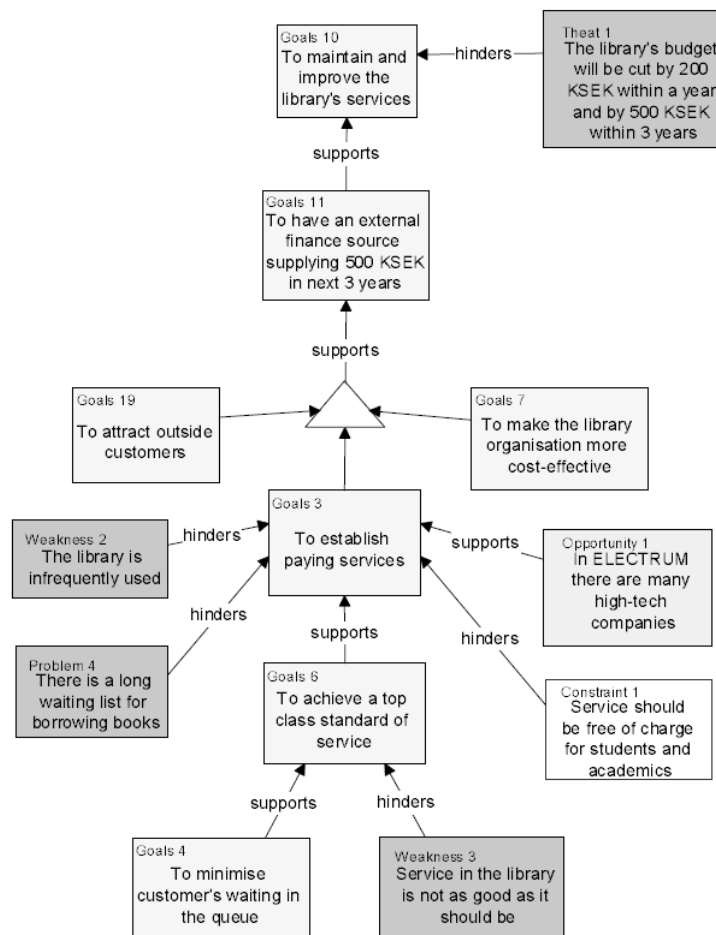 Goals 10
To maintain and
improve the
library's services
hinders
Theat 1
The library's budget
will be cut by 200
KSEK within a year
and by 500 KSEK
within 3 years
supports
Goals 11
To have an external
finance source
supplying 500 KSEK
in next 3 years
supports
Goals 19
To attract outside
customers
Goals 7
To make the library
organisation more
cost-effective
Goals 3
To establish
paying services
Weakness 2
The library is
infrequently used
hinders
supports
Opportunity 1
In ELECTRUM
there are many
high-tech
companies
hinders
hinders
Problem 4
There is a long
waiting list for
borrowing books
supports
Goals 6
To achieve a top
class standard of
service
Constraint 1
Service should
be free of charge
for students and
academics
supports
hinders
Goals 4
To minimise
customer's waiting in
the queue
Weakness 3
Service in the library
is not as good as it
should be